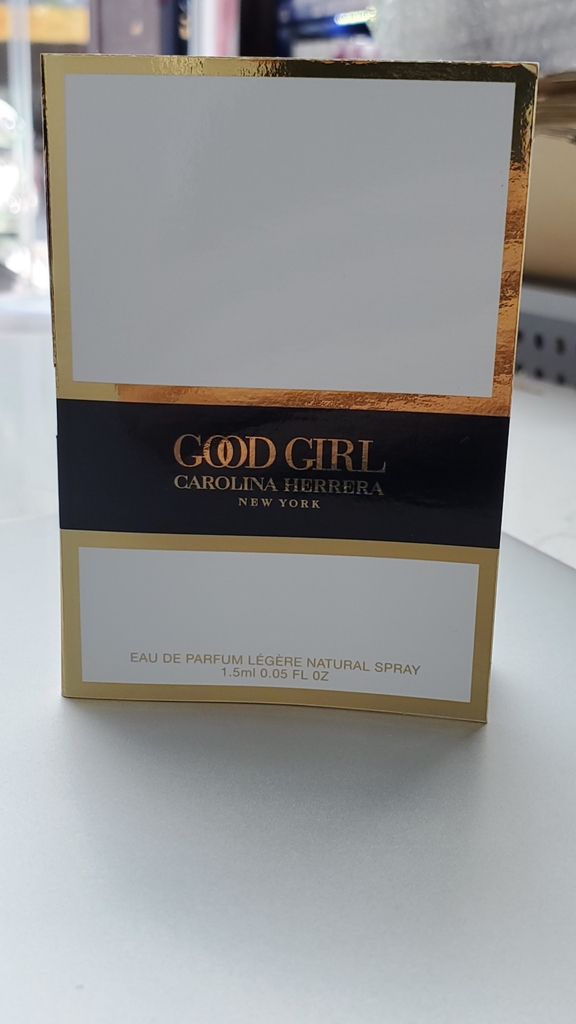 GOOD GIRL
CAROLINA HERRERA
NEW YORK
EAU DE PARFUM LÉGÈRE NATURAL SPRAY
1.5ml 0.05 FL OZ